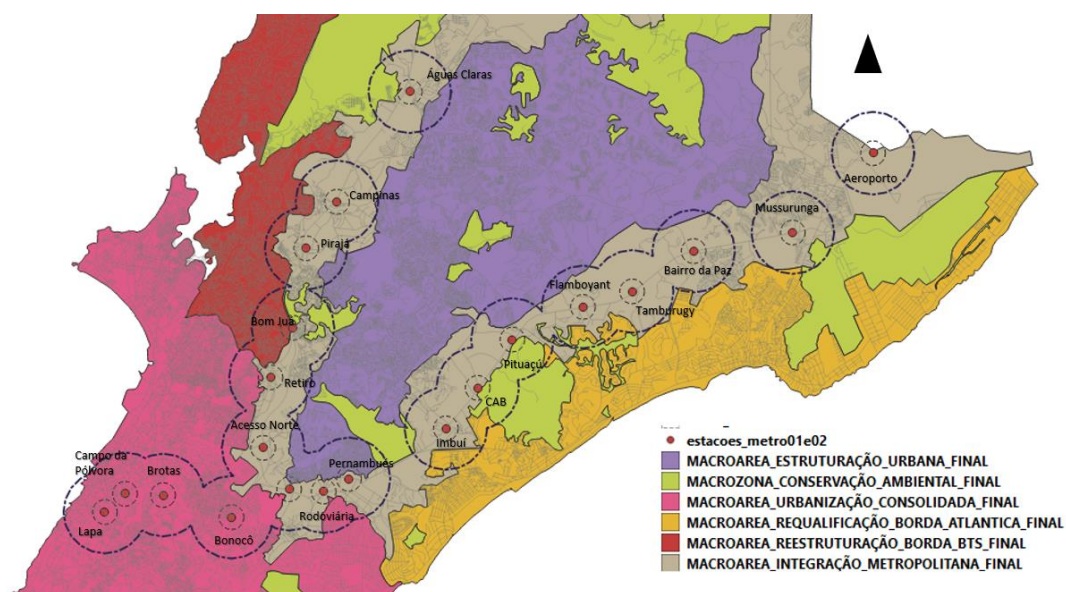 Águas Claras
Aeroporto
Campinas
Mussurunga
Pirajá
Bairro da Paz
Flamboyant
Tamburugy
Bom Juá
Pituaçú
Retiro
CAB
Acesso Norte
Imbuí
Campo da
Pólvora
Brotas
Pernambués
Rodoviária
Lapa
Bonocô
estacoes_metro01e02
MACROAREA_ESTRUTURAÇÃO_URBANA_FINAL
MACROZONA_CONSERVAÇÃO_AMBIENTAL_FINAL
MACROAREA_URBANIZAÇÃO_CONSOLIDADA_FINAL
MACROAREA_REQUALIFICAÇÃO_BORDA_ATLANTICA_FINAL
MACROAREA_REESTRUTURAÇÃO_BORDA_BTS_FINAL
MACROAREA_INTEGRAÇÃO_METROPOLITANA_FINAL